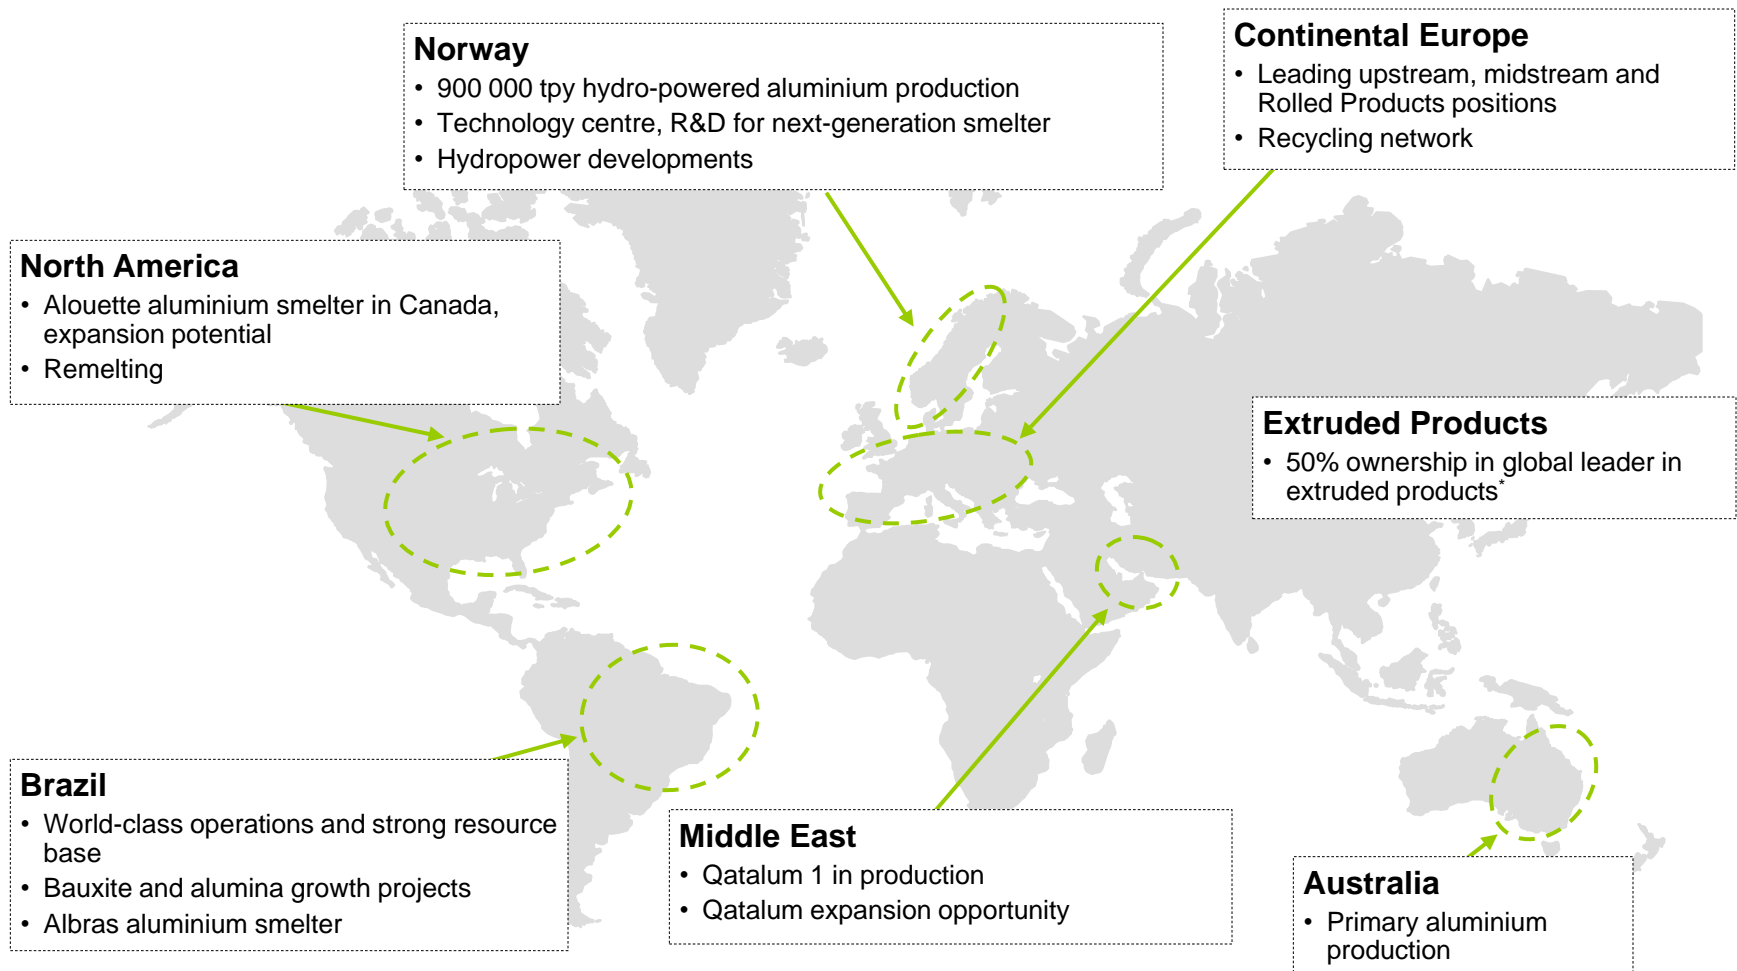 Norway
• 900 000 tpy hydro-powered aluminium production
• Technology centre, R&D for next-generation smelter
• Hydropower developments
Continental Europe
• Leading upstream, midstream and
Rolled Products positions
• Recycling network
North America
• Alouette aluminium smelter in Canada,
expansion potential
• Remelting
Extruded Products
• 50% ownership in global leader in
extruded products*
Brazil
• World-class operations and strong resource
base
• Bauxite and alumina growth projects
• Albras aluminium smelter
Middle East
• Qatalum 1 in production
• Qatalum expansion opportunity
Australia
• Primary aluminium
production